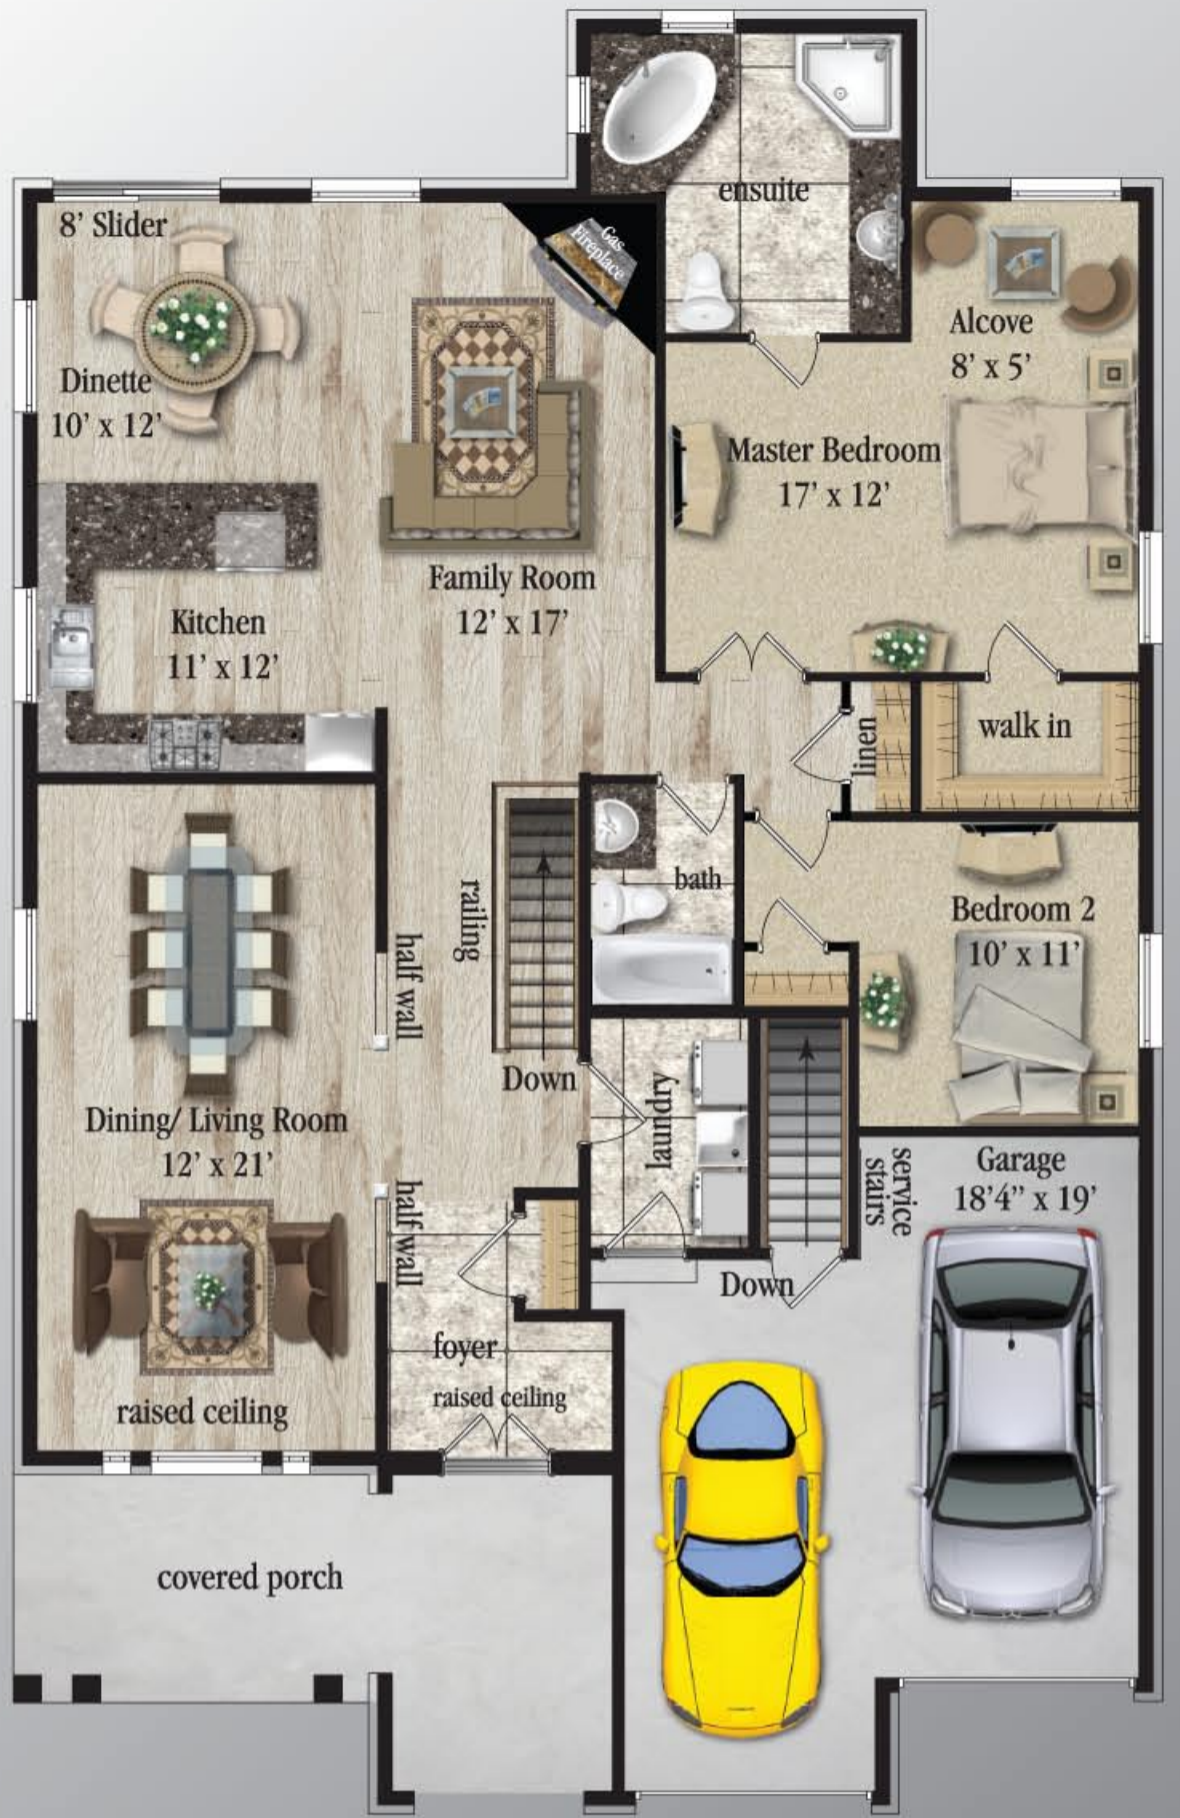 ensuite
8’ Slider
Gas
Fireplace
Alcove
8’ x 5’
Dinette
10’ x 12’
Master Bedroom
17’ x 12’
Family Room
12’ x 17’
Kitchen
11’ x 12’
walk in
linen
bath
railing
Bedroom 2
10’ x 11’
half wall
Down
laundry
Dining/ Living Room
12’ x 21’
service
stairs
Garage
18’4” x 19’
half wall
Down
foyer
raised ceiling
raised ceiling
covered porch